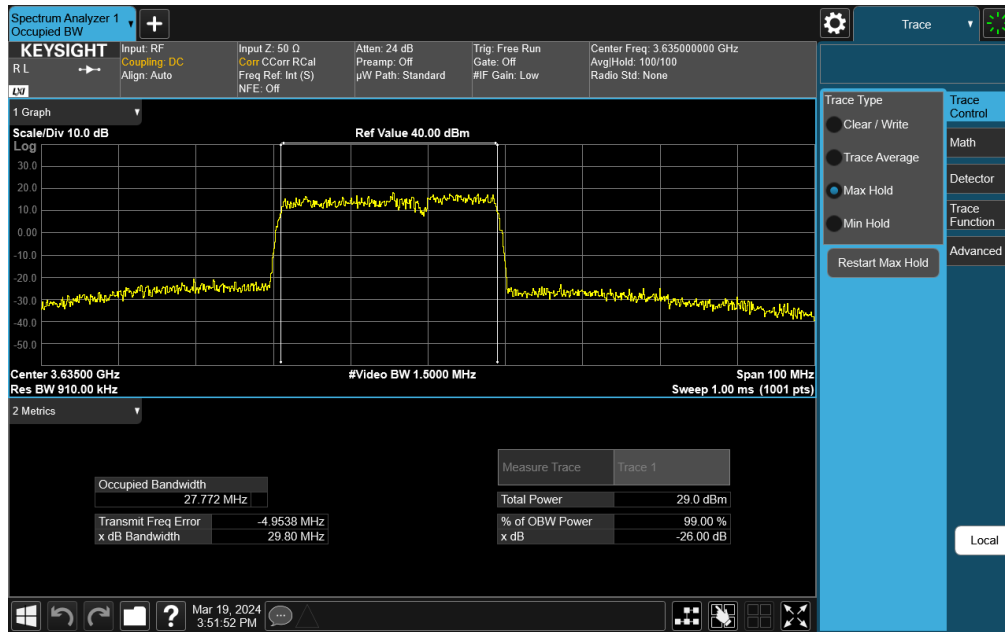 Spectrum Analyzer 1
Occupied BW
Trace
KEYSIGHT
R L
LXI
Input: RF
Coupling: DC
Align: Auto
Input Z: 50 Ω
Corr CCorr RCal
Freq Ref: Int (S)
NFE: Off
Atten: 24 dB
Preamp: Off
µW Path: Standard
Trig: Free Run
Gate: Off
#IF Gain: Low
Center Freq: 3.635000000 GHz
Avg|Hold: 100/100
Radio Std: None
1 Graph
Scale/Div 10.0 dB
Ref Value 40.00 dBm
Log
30.0
20.0
10.0
0.00
-10.0
-20.0
-30.0
-40.0
-50.0
Center 3.63500 GHz
#Video BW 1.5000 MHz
Span 100 MHz
Res BW 910.00 kHz
Sweep 1.00 ms (1001 pts)
2 Metrics
Occupied Bandwidth
27.772 MHz
Transmit Freq Error -4.9538 MHz
x dB Bandwidth 29.80 MHz
Measure Trace Trace 1
Total Power 29.0 dBm
% of OBW Power 99.00 %
x dB -26.00 dB
Trace Type
Clear / Write
Trace Average
Max Hold
Min Hold
Restart Max Hold
Trace
Control
Math
Detector
Trace
Function
Advanced
Local
?
Mar 19, 2024
3:51:52 PM